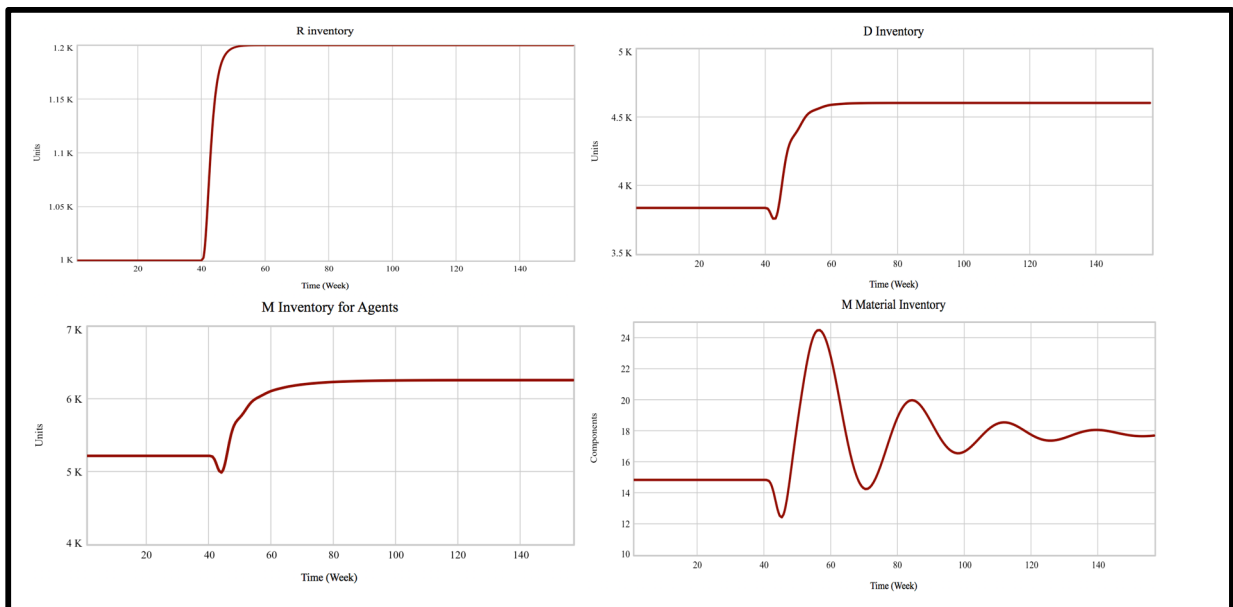 R inventory
1.2 K
1.15 K
1.1 K
1.05 K
1 K
Units
20 40 60 80 100 120 140
Time (Week)
D Inventory
5 K
4.5 K
4 K
3.5 K
Units
20 40 60 80 100 120 140
Time (Week)
M Inventory for Agents
7 K
6 K
5 K
4 K
Units
20 40 60 80 100 120 140
Time (Week)
M Material Inventory
24
22
20
18
16
14
12
10
Components
20 40 60 80 100 120 140
Time (Week)